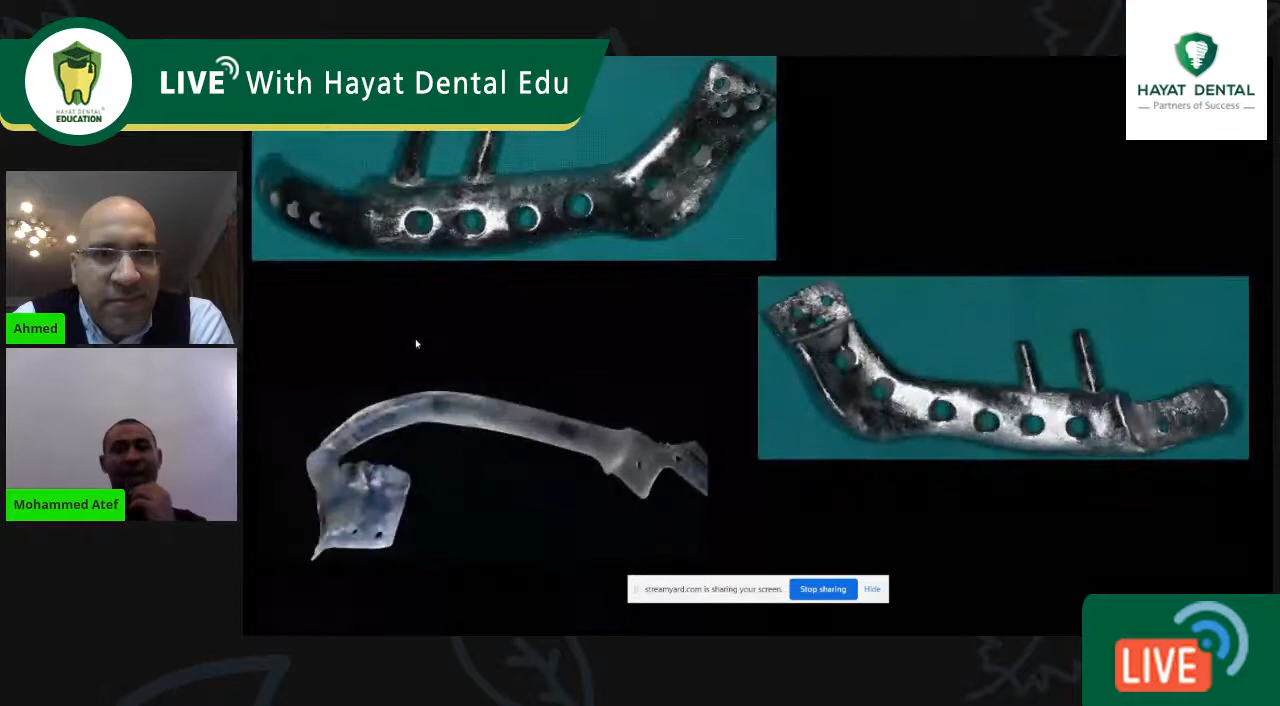 LIVE With Hayat Dental Edu
HAYAT DENTAL
EDUCATION
HAYAT DENTAL
Partners of Success
Ahmed
Mohammed Atef
streamyard.com is sharing your screen.
Stop sharing
Hide
LIVE